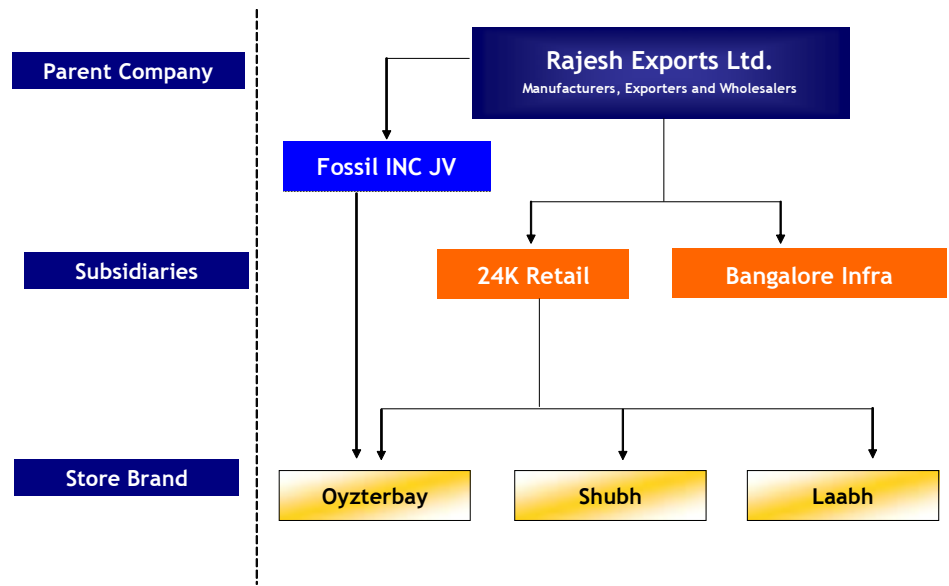 Rajesh Exports Ltd.
Parent Company
Manufacturers, Exporters and Wholesalers
Fossil INC JV
Subsidiaries
24K Retail
Bangalore Infra
Store Brand
Oyzterbay
Shubh
Laabh